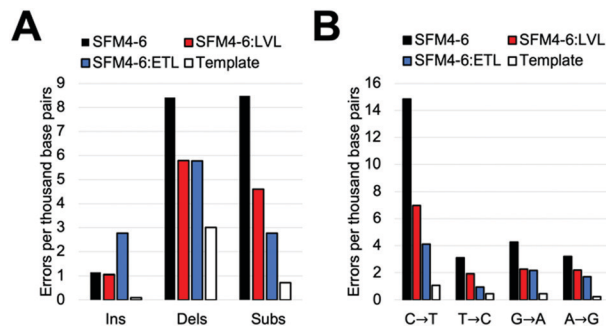 A
SFM4-6
SFM4-6:LVL
SFM4-6:ETL
Template
Errors per thousand base pairs
9
8
7
6
5
4
3
2
1
0
Ins Dels Subs
B
SFM4-6
SFM4-6:LVL
SFM4-6:ETL
Template
Errors per thousand base pairs
16
14
12
10
8
6
4
2
0
C→T T→C G→A A→G